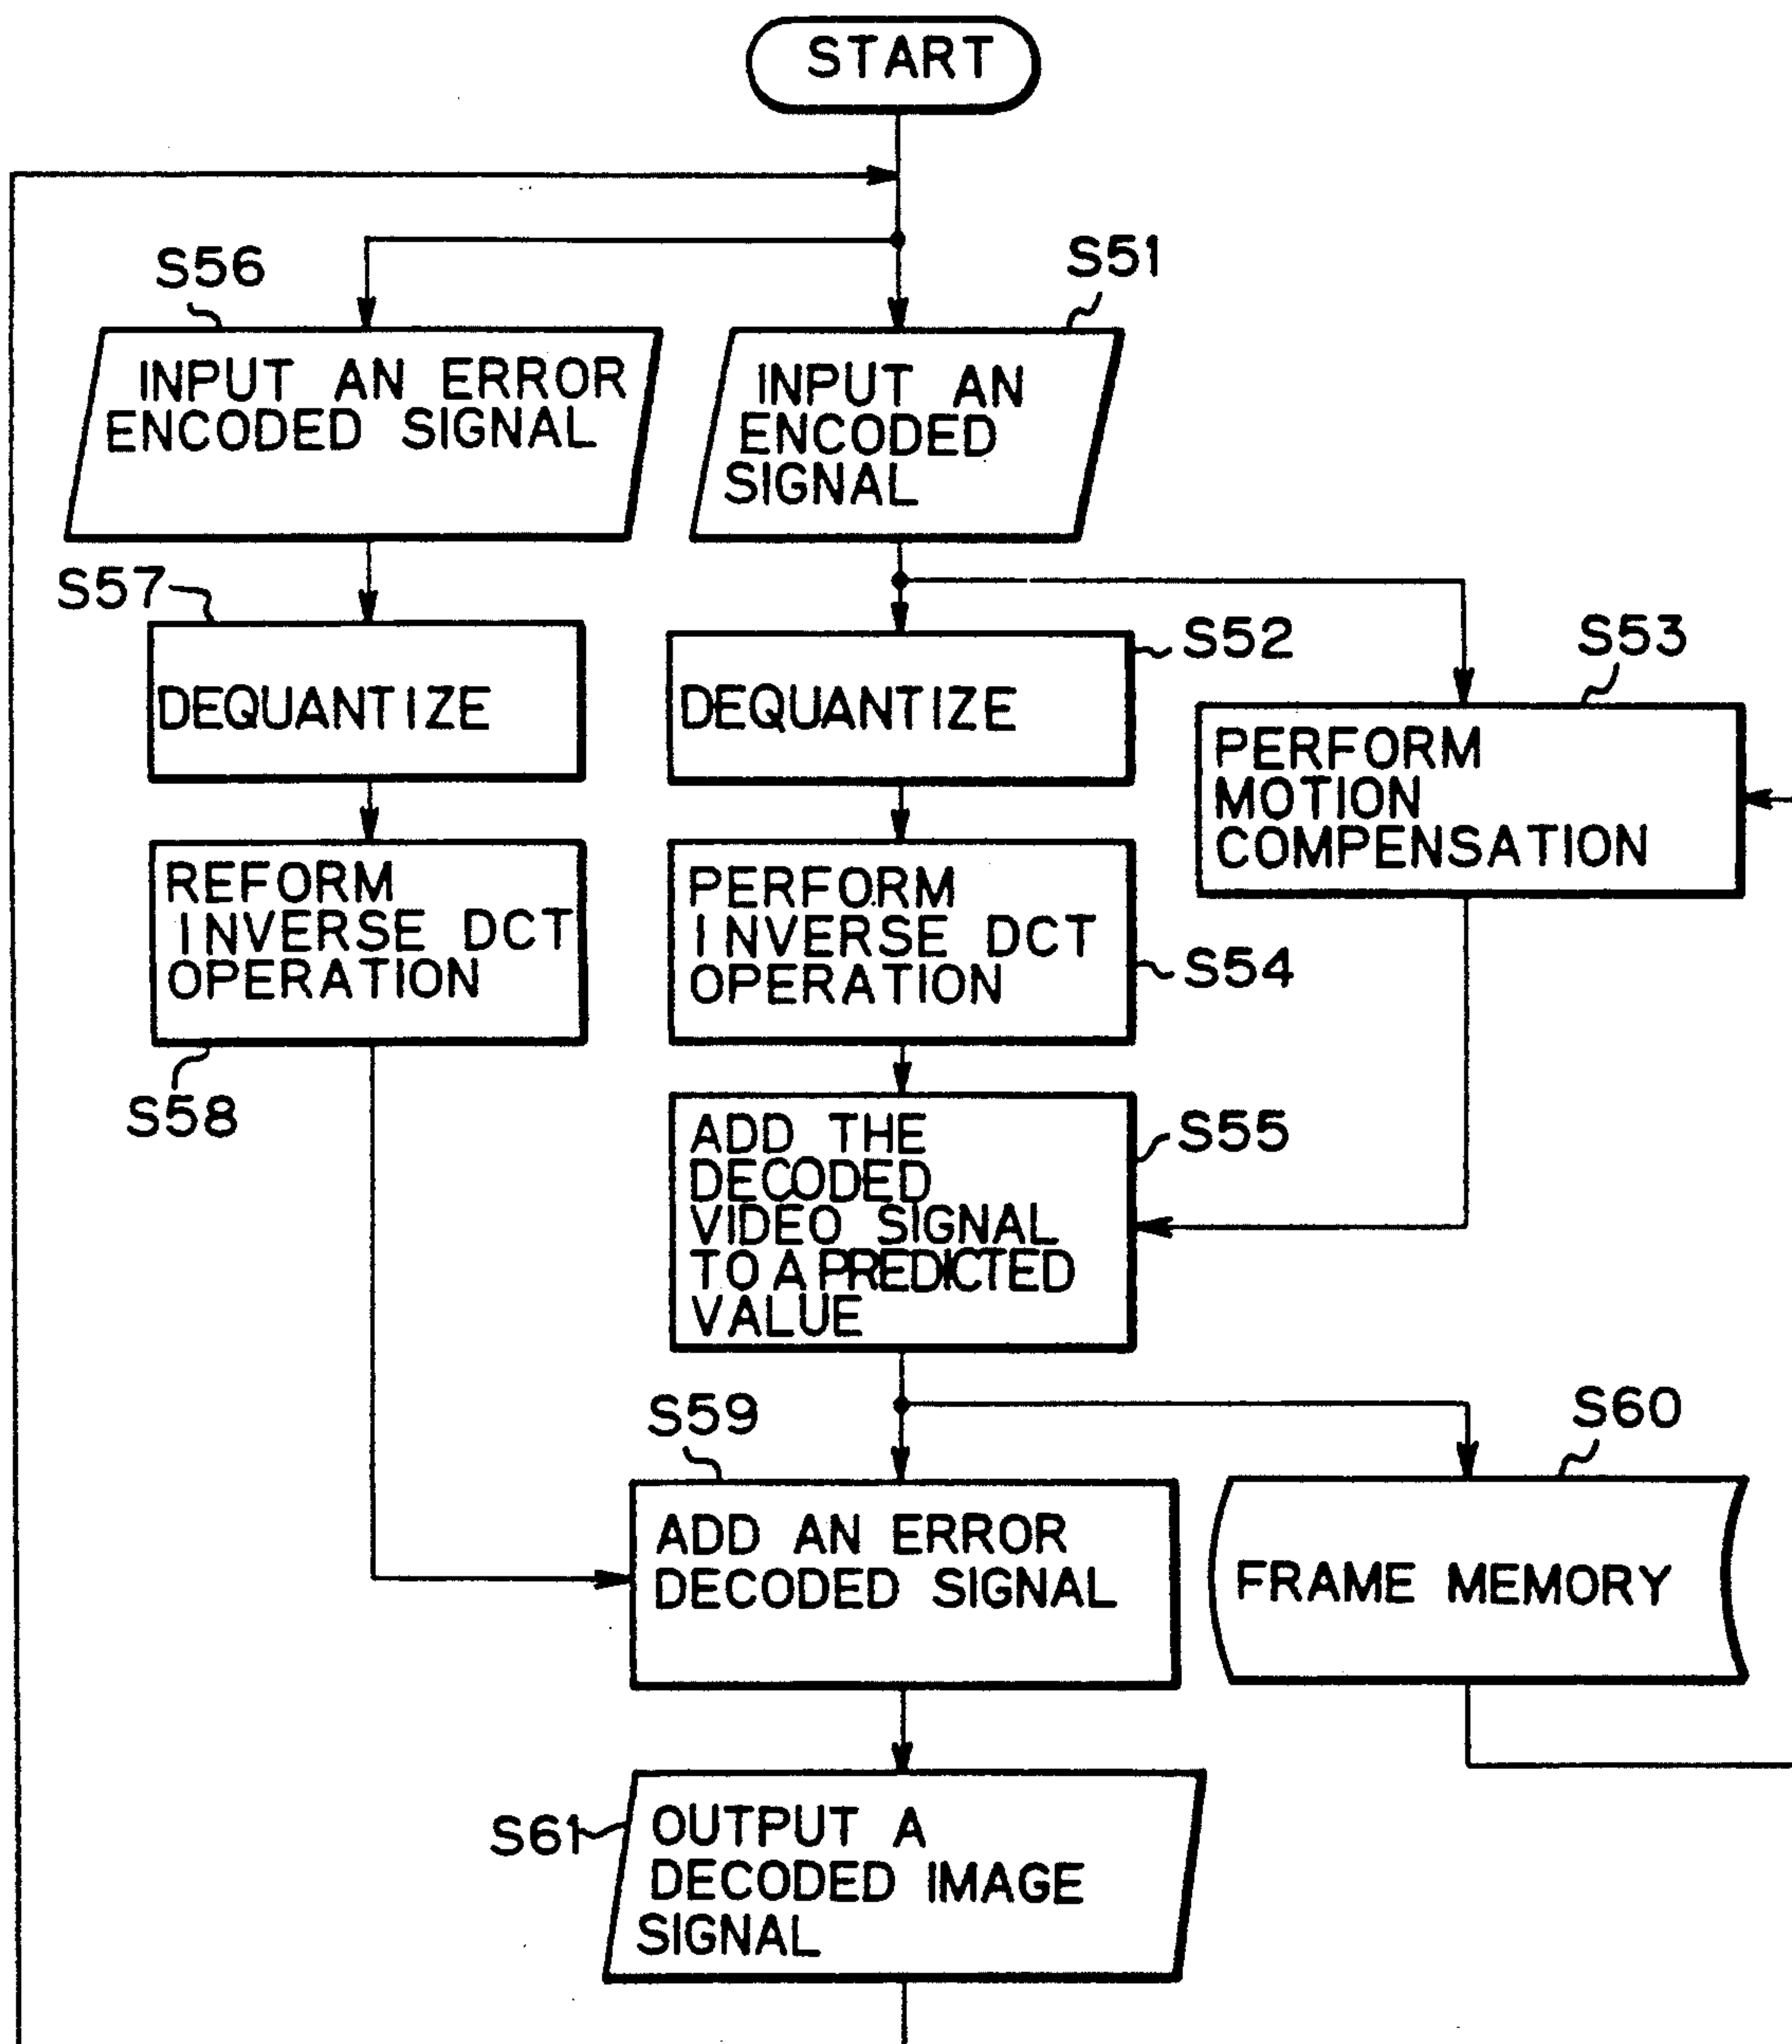 START
S56
S51
INPUT AN ERROR
ENCODED SIGNAL
INPUT AN
ENCODED
SIGNAL
S57
S52
S53
DEQUANTIZE
DEQUANTIZE
PERFORM
MOTION
COMPENSATION
REFORM
INVERSE DCT
OPERATION
PERFORM
INVERSE DCT
OPERATION
S54
S58
ADD THE
DECODED
VIDEO SIGNAL
TO A PREDICTED
VALUE
S55
S59
S60
ADD AN ERROR
DECODED SIGNAL
FRAME MEMORY
S61
OUTPUT A
DECODED IMAGE
SIGNAL